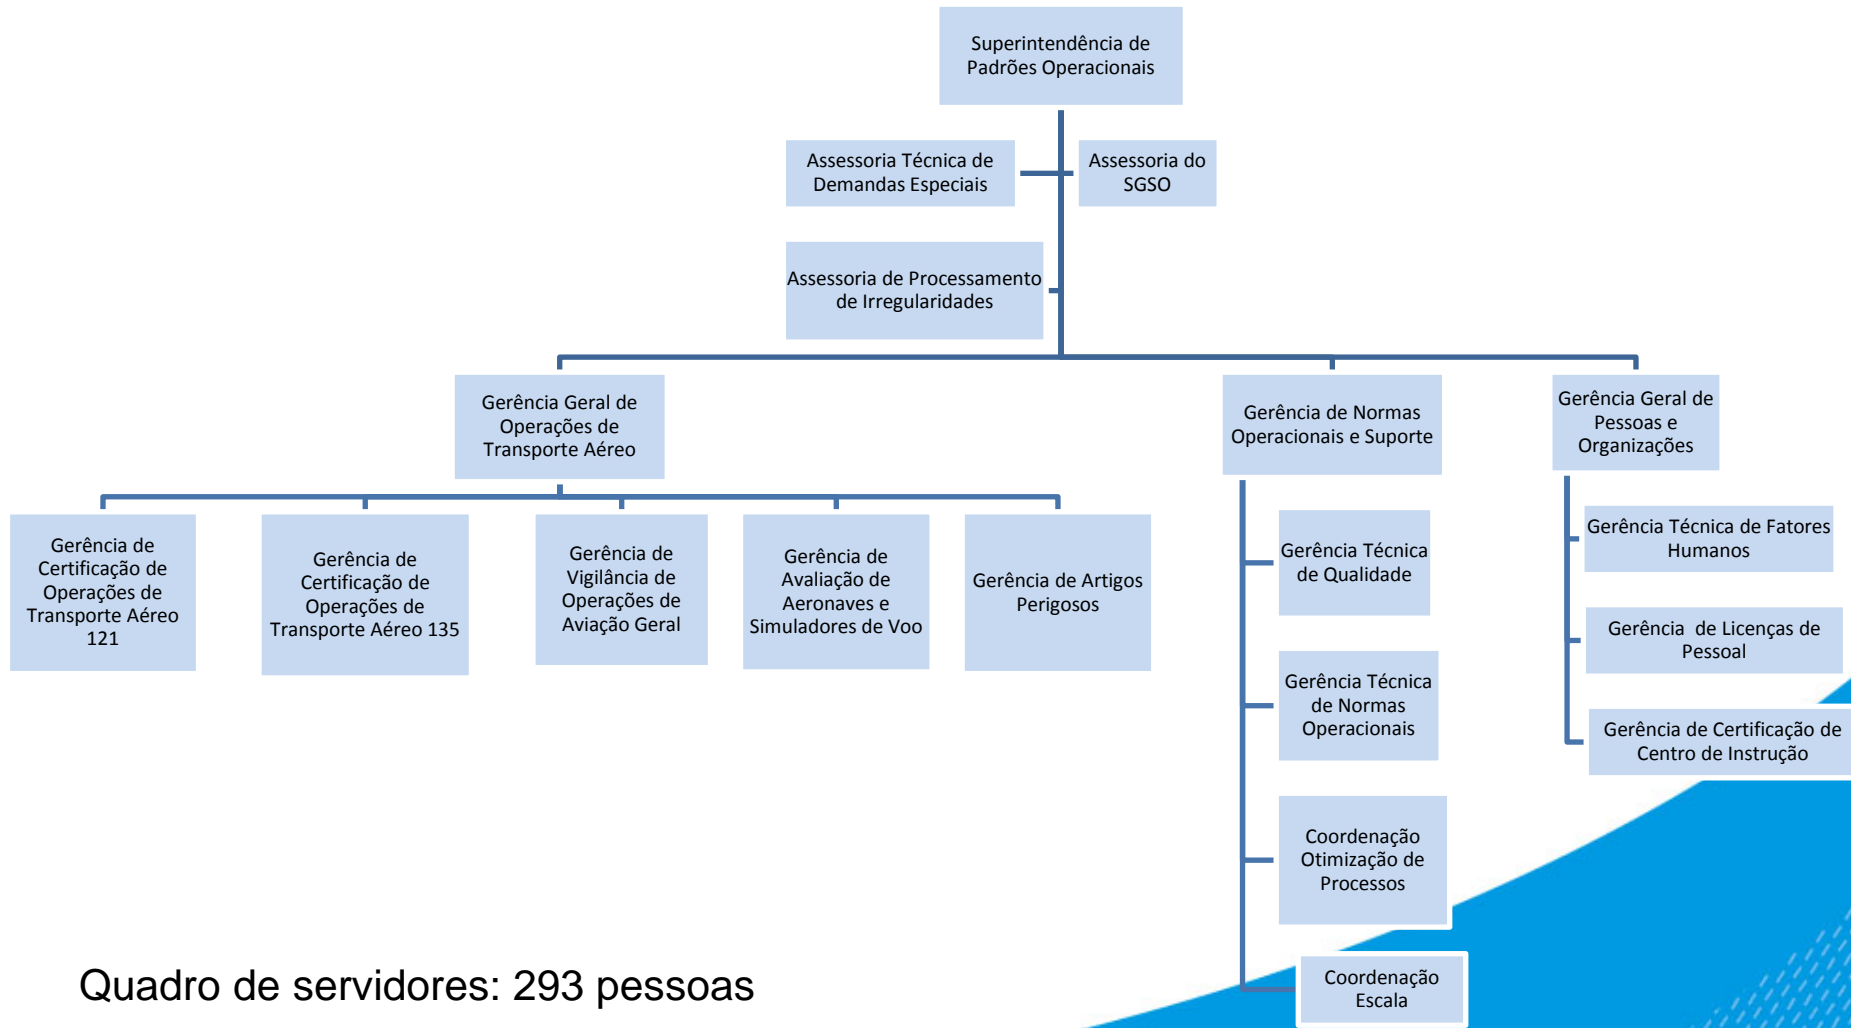 Superintendência de
Padrões Operacionais
Assessoria Técnica de
Demandas Especiais
Assessoria do
SGSO
Assessoria de Processamento
de Irregularidades
Gerência Geral de
Operações de
Transporte Aéreo
Gerência de Normas
Operacionais e Suporte
Gerência Geral de
Pessoas e
Organizações
Gerência de
Certificação de
Operações de
Transporte Aéreo
121
Gerência de
Certificação de
Operações de
Transporte Aéreo 135
Gerência de
Vigilância de
Operações de
Aviação Geral
Gerência de
Avaliação de
Aeronaves e
Simuladores de Voo
Gerência de Artigos
Perigosos
Gerência Técnica
de Qualidade
Gerência Técnica
de Normas
Operacionais
Coordenação
Otimização de
Processos
Coordenação
Escala
Gerência Técnica de Fatores
Humanos
Gerência  de Licenças de
Pessoal
Gerência de Certificação de
Centro de Instrução
Quadro de servidores: 293 pessoas